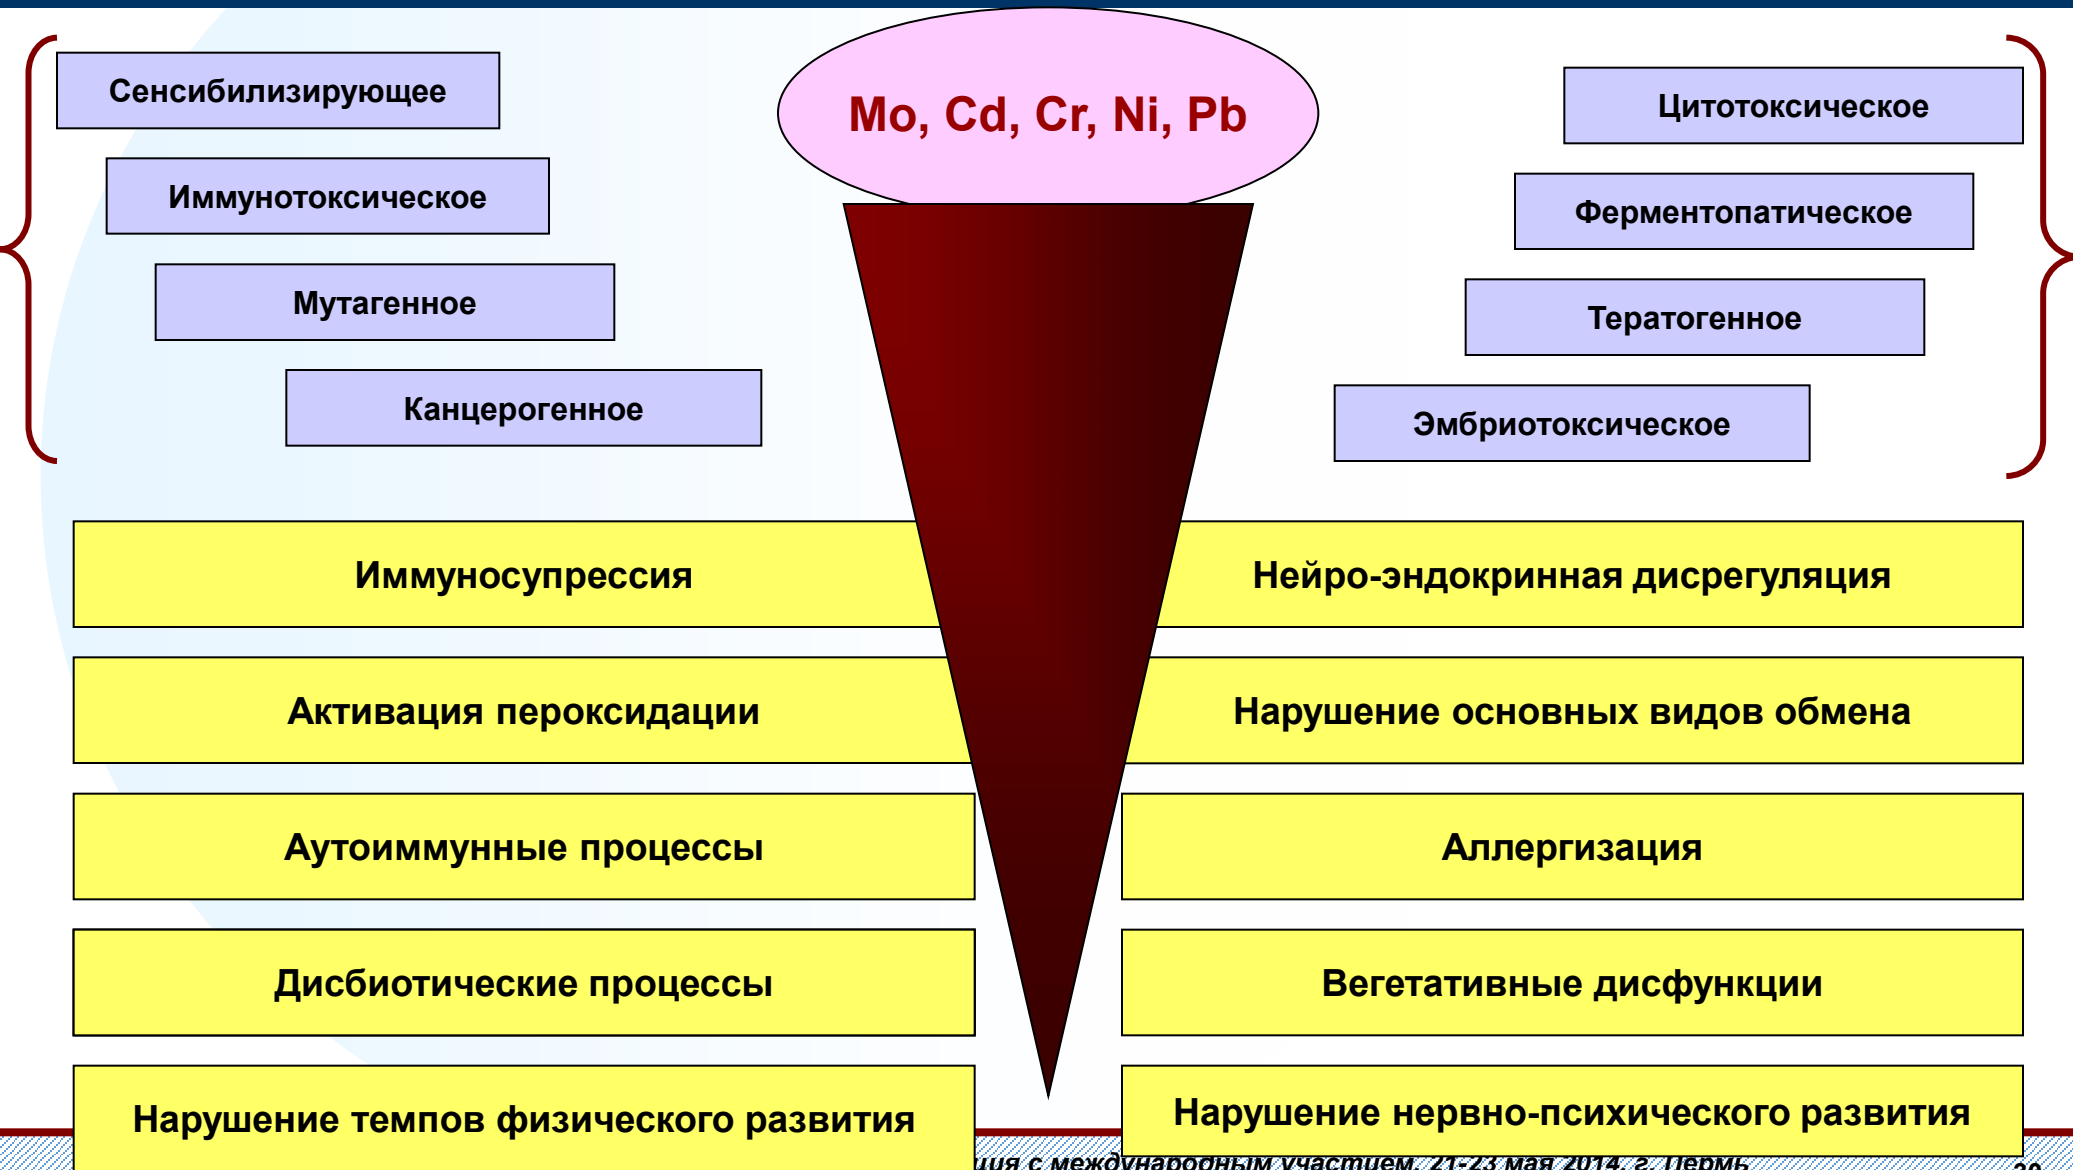 Mo, Cd, Cr, Ni, Pb
Сенсибилизирующее
Иммунотоксическое
Мутагенное
Канцерогенное
Цитотоксическое
Ферментопатическое
Тератогенное
Эмбриотоксическое
Иммуносупрессия
Нейро-эндокринная дисрегуляция
Активация пероксидации
Нарушение основных видов обмена
Аутоиммунные процессы
Аллергизация
Дисбиотические процессы
Вегетативные дисфункции
Нарушение темпов физического развития
Нарушение нервно-психического развития
с международным участием, 21-23 мая 2014, г. Пермь